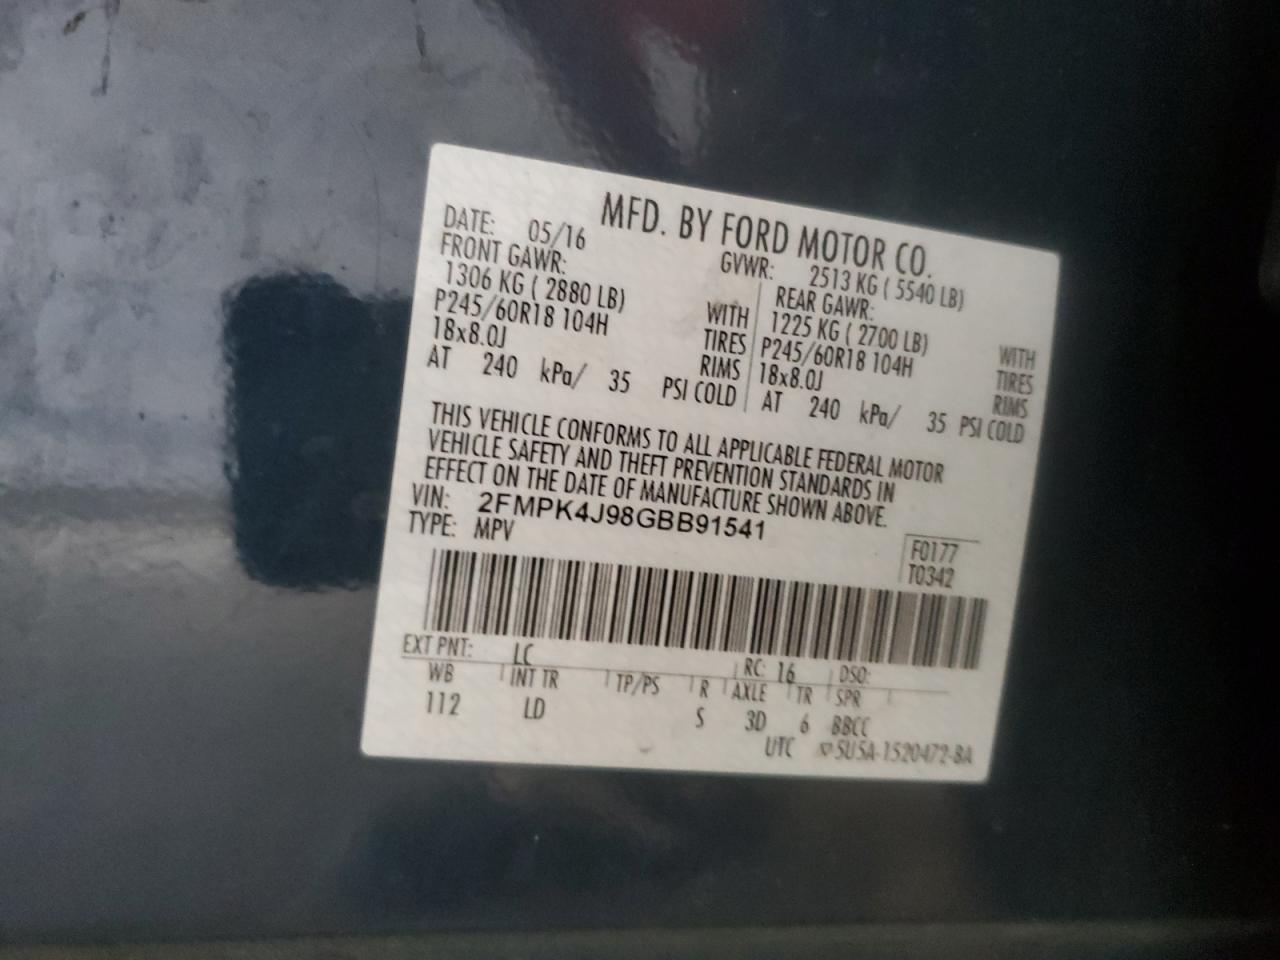 MFD. BY FORD MOTOR CO.
DATE: 05/16 GVWR: 2513 KG ( 5540 LB)
FRONT GAWR: REAR GAWR:
1306 KG ( 2880 LB) WITH 1225 KG ( 2700 LB) WITH
P245/60R18 104H TIRES P245/60R18 104H TIRES
18x8.0J RIMS 18x8.0J RIMS
AT 240 kPa/ 35 PSI COLD AT 240 kPa/ 35 PSI COLD
THIS VEHICLE CONFORMS TO ALL APPLICABLE FEDERAL MOTOR
VEHICLE SAFETY AND THEFT PREVENTION STANDARDS IN
EFFECT ON THE DATE OF MANUFACTURE SHOWN ABOVE.
VIN: 2FMPK4J98GBB91541
TYPE: MPV F0177
T0342
EXT PNT: LC RC: 16 DSO:
WB INT TR TP/PS R AXLE TR SPR
112 LD S 3D 6 BBCC
UTC 5U5A-1520472-BA